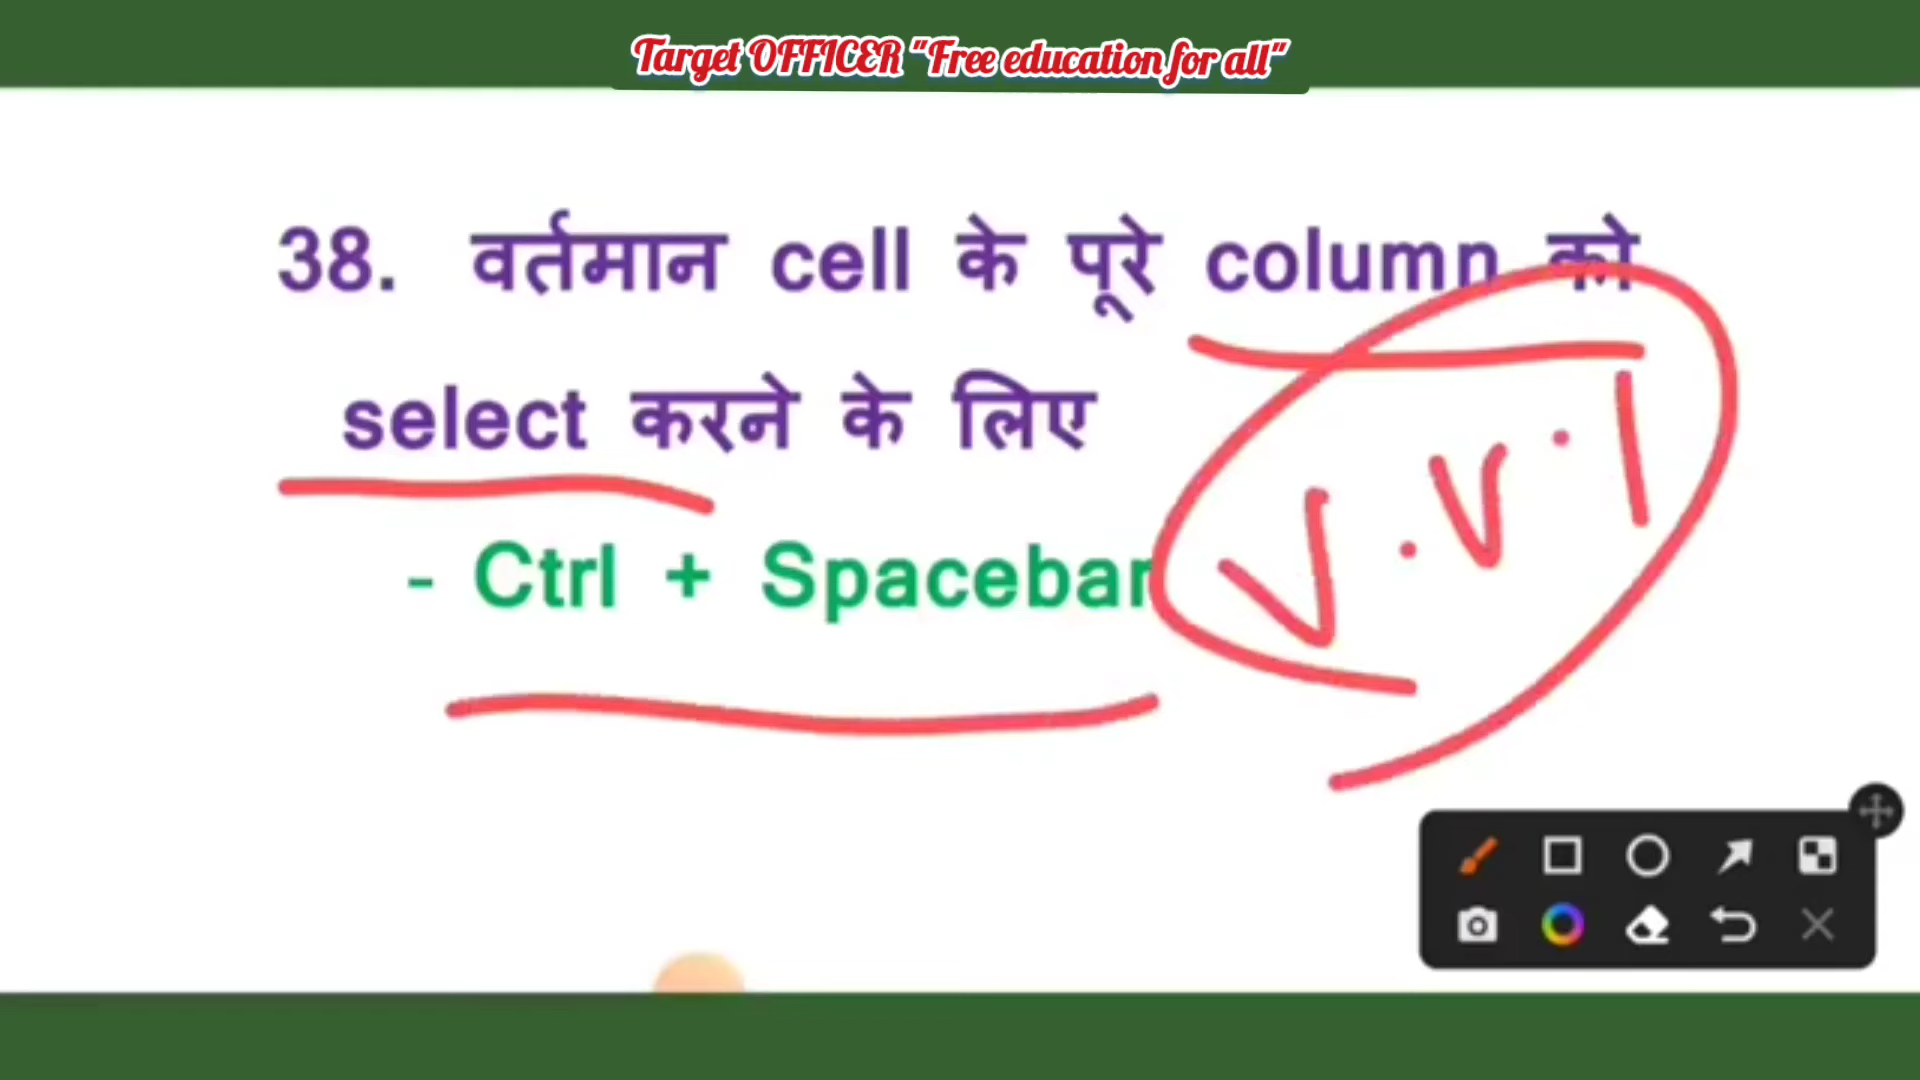 Target OFFICER "Free education for all"
38. वर्तमान cell के पूरे column को
select करने के लिए
- Ctrl + Spacebar
V.V.I